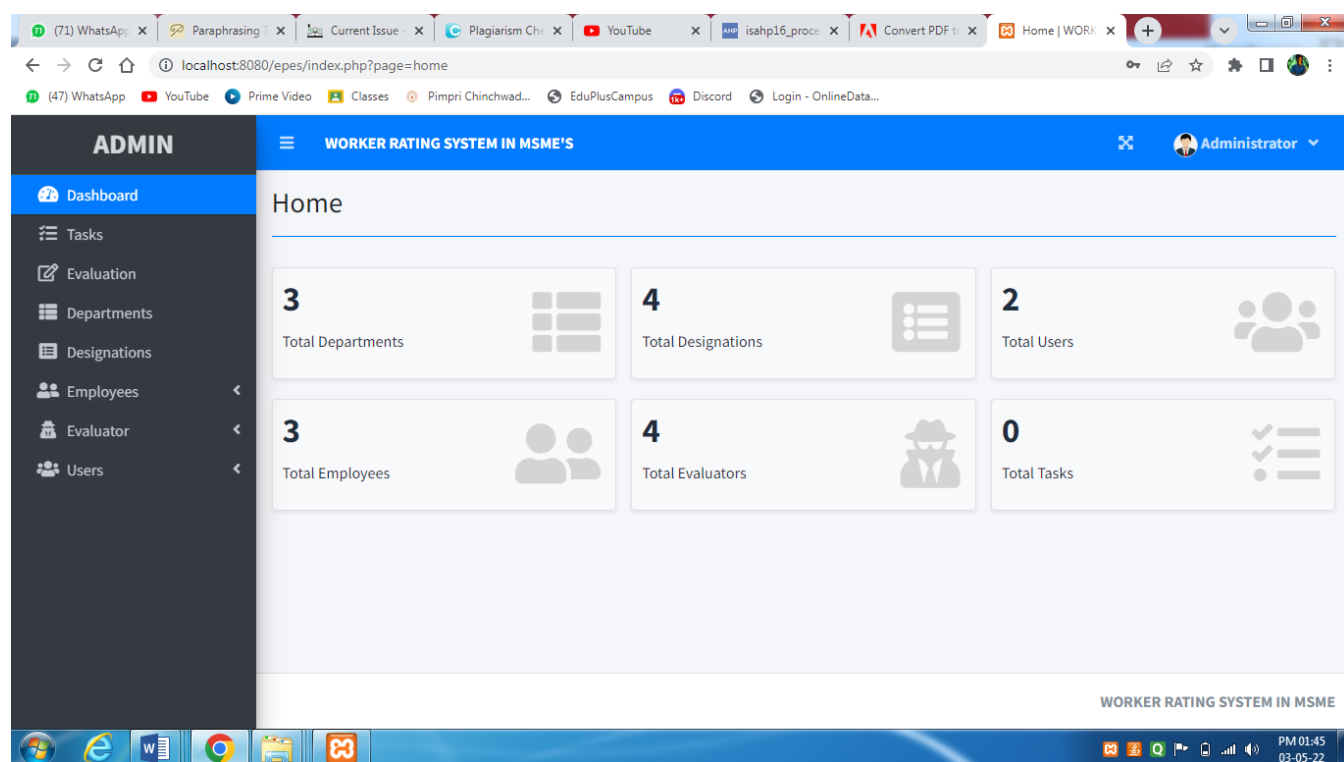 (71) WhatsApp
Paraphrasing T
Current Issue -
Plagiarism Che
YouTube
isahp16_proce
Convert PDF to
Home | WORK
localhost:8080/epes/index.php?page=home
(47) WhatsApp YouTube Prime Video Classes Pimpri Chinchwad... EduPlusCampus Discord Login - OnlineData...
ADMIN
WORKER RATING SYSTEM IN MSME'S
Administrator
Dashboard
Tasks
Evaluation
Departments
Designations
Employees
Evaluator
Users
Home
3
Total Departments
4
Total Designations
2
Total Users
3
Total Employees
4
Total Evaluators
0
Total Tasks
WORKER RATING SYSTEM IN MSME
PM 01:45
03-05-22